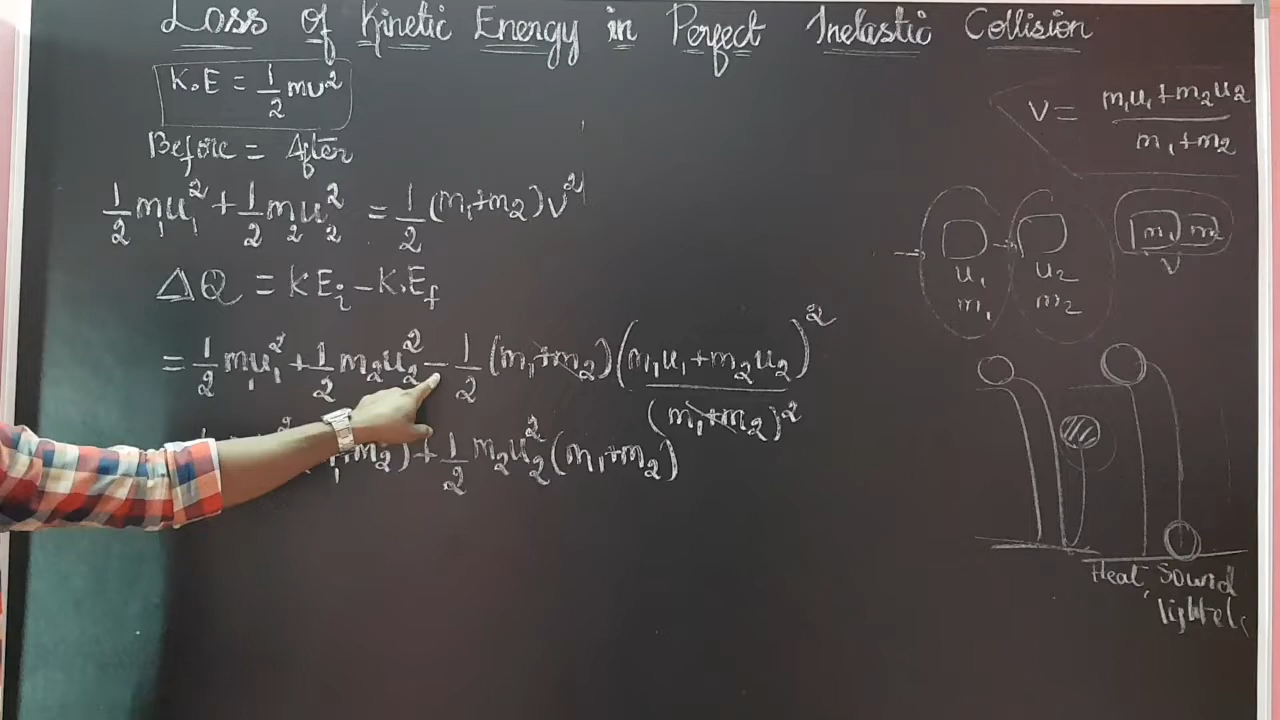 Loss of Kinetic Energy in Perfect Inelastic Collision
K.E = 1/2 mv²
Before = After
1/2 m₁u₁² + 1/2 m₂u₂² = 1/2 (m₁+m₂) v²
ΔQ = KEᵢ - K.E_f
= 1/2 m₁u₁² + 1/2 m₂u₂² - 1/2 (m₁+m₂) (m₁u₁+m₂u₂)² / (m₁+m₂)²
m₂) + 1/2 m₂u₂² (m₁+m₂)
V = m₁u₁+m₂u₂ / m₁+m₂
u₁ u₂ m₁ m₂
m₁ m₂ V
Heat, Sound
light etc